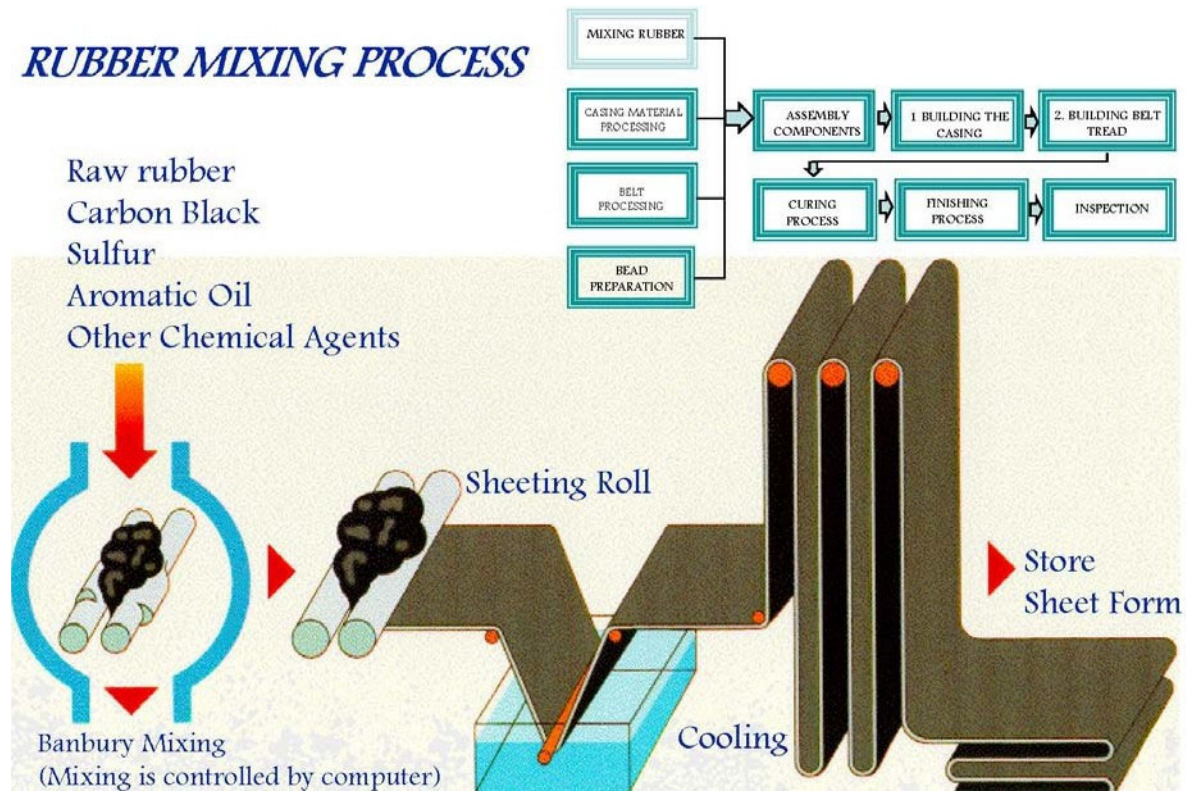 RUBBER MIXING PROCESS
MIXING RUBBER
CASING MATERIAL
PROCESSING
BELT
PROCESSING
BEAD
PREPARATION
ASSEMBLY
COMPONENTS
1 BUILDING THE
CASING
2. BUILDING BELT
TREAD
CURING
PROCESS
FINISHING
PROCESS
INSPECTION
Raw rubber
Carbon Black
Sulfur
Aromatic Oil
Other Chemical Agents
Sheeting Roll
Store
Sheet Form
Cooling
Banbury Mixing
(Mixing is controlled by computer)